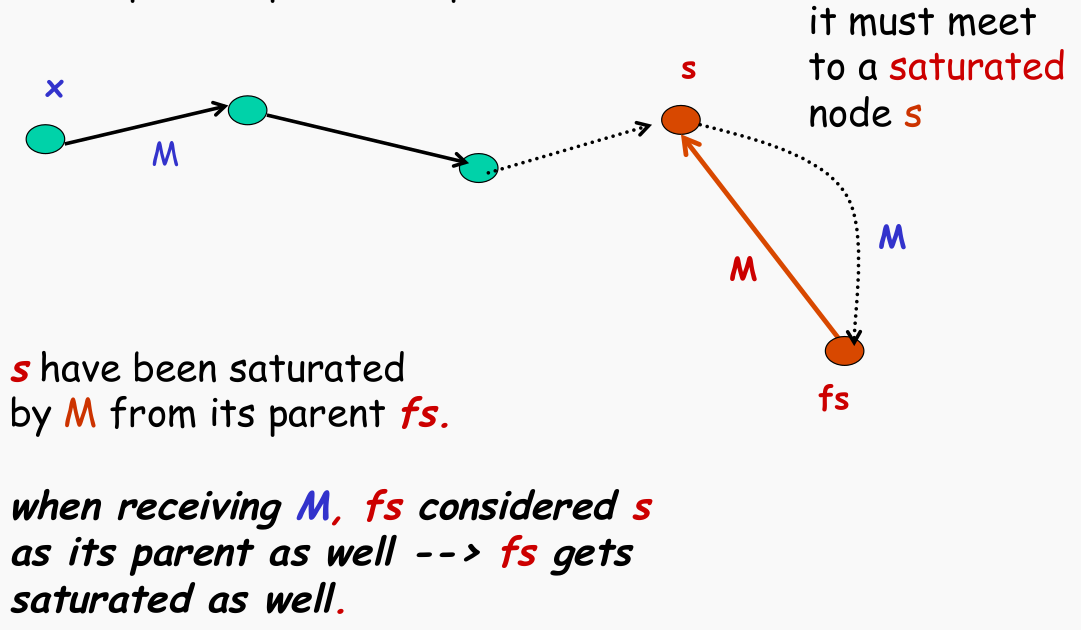 it must meet
to a saturated
node s
x
s
M
M
M
fs
s have been saturated
by M from its parent fs.
when receiving M, fs considered s
as its parent as well --> fs gets
saturated as well.